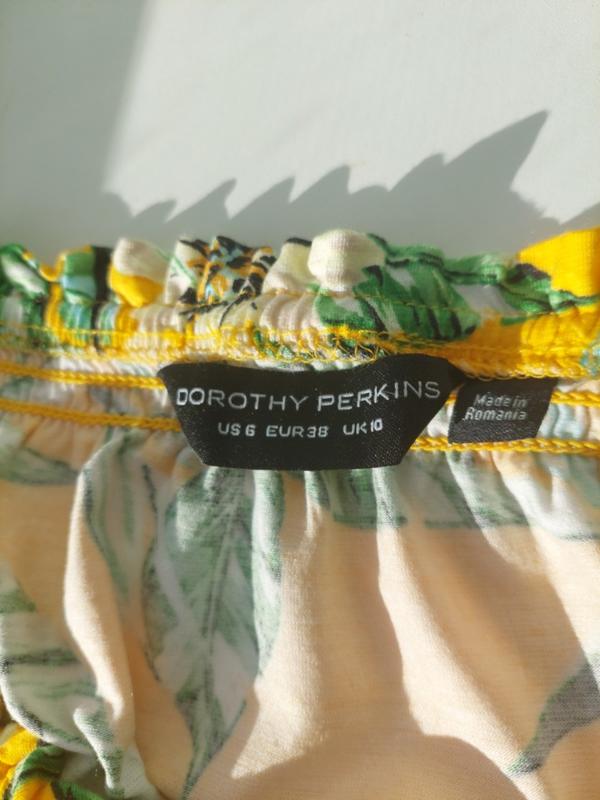 DOROTHY PERKINS
US 6 EUR 38 UK 10
Made in
Romania